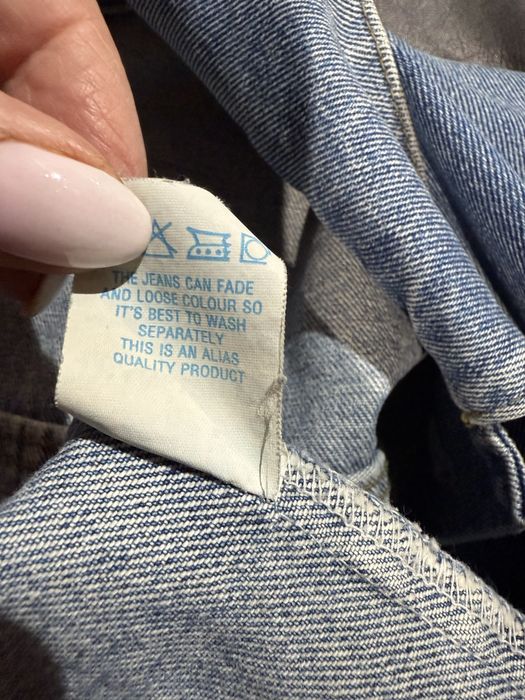 THE JEANS CAN FADE
AND LOOSE COLOUR SO
IT'S BEST TO WASH
SEPARATELY
THIS IS AN ALIAS
QUALITY PRODUCT